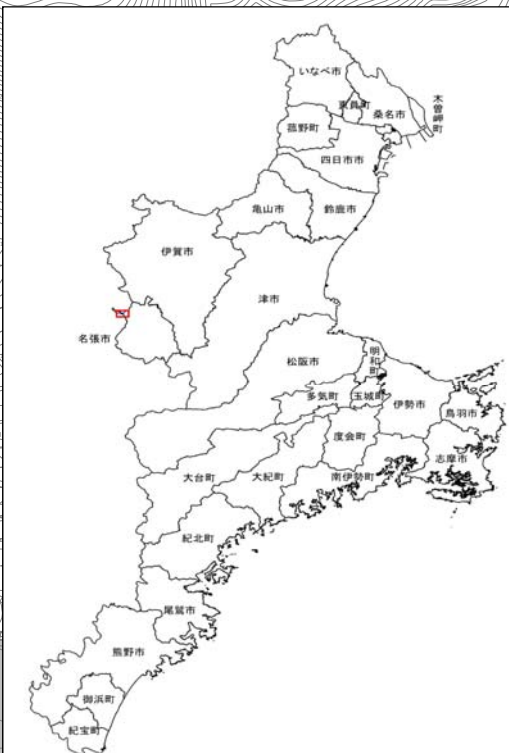 いなべ市
東員町
桑名市
木曽岬町
菰野町
四日市市
亀山市
鈴鹿市
伊賀市
津市
名張市
松阪市
明和町
多気町
玉城町
伊勢市
鳥羽市
度会町
志摩市
大台町
大紀町
南伊勢町
紀北町
尾鷲市
熊野市
御浜町
紀宝町